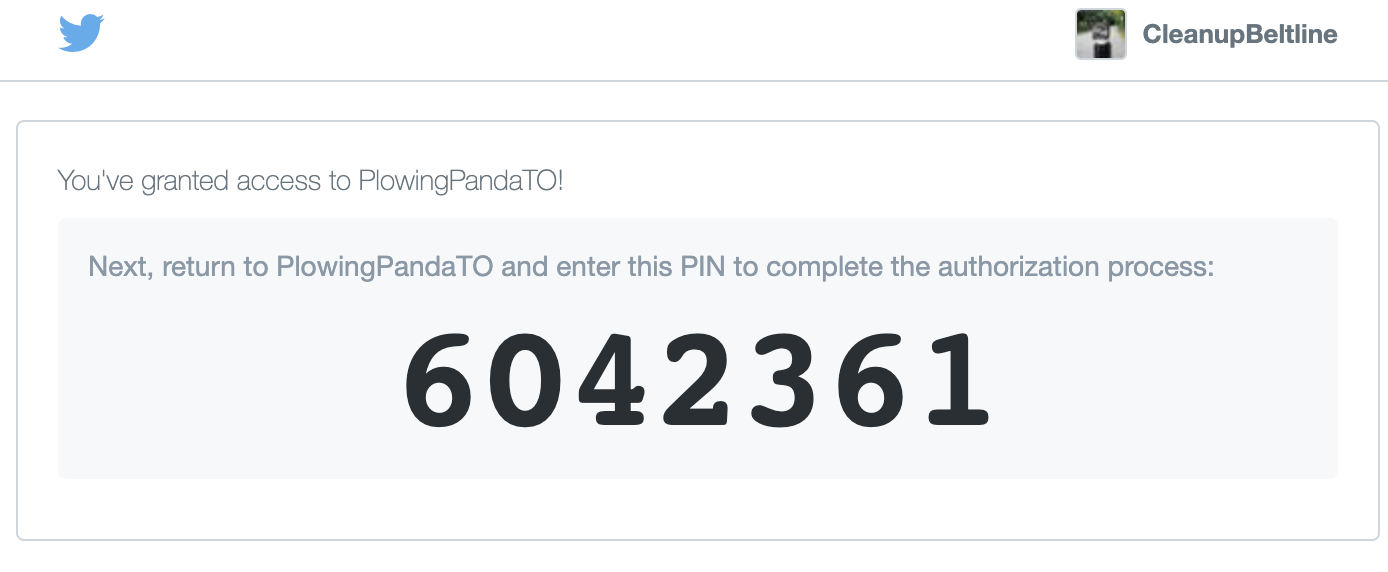 CleanupBeltline
You've granted access to PlowingPandaTO!
Next, return to PlowingPandaTO and enter this PIN to complete the authorization process:
6042361